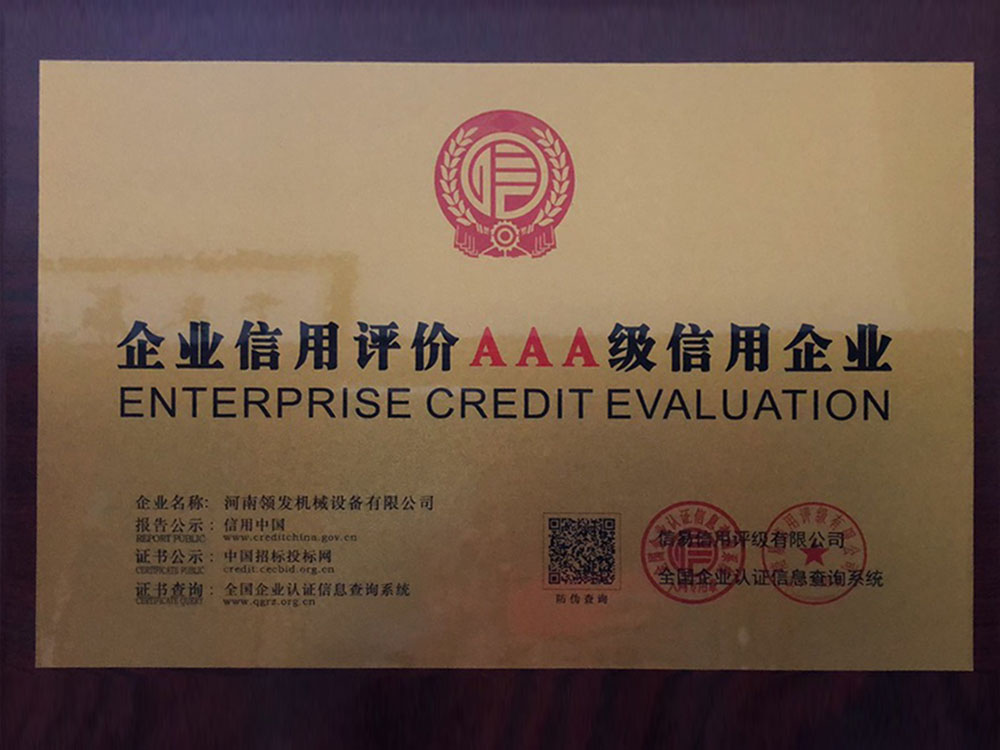 信
企业信用评价AAA级信用企业
ENTERPRISE CREDIT EVALUATION
企业名称: 河南领发机械设备有限公司
报告公示: 信用中国
REPORT PUBLIC www.creditchina.gov.cn
证书公示: 中国招标投标网
CERTIFICATE PUBLIC credit.cecbid.org.cn
证书查询: 全国企业认证信息查询系统
CERTIFICATE QUERY www.qgrz.org.cn
防伪查询
信易信用评级有限公司
全国企业认证信息查询系统